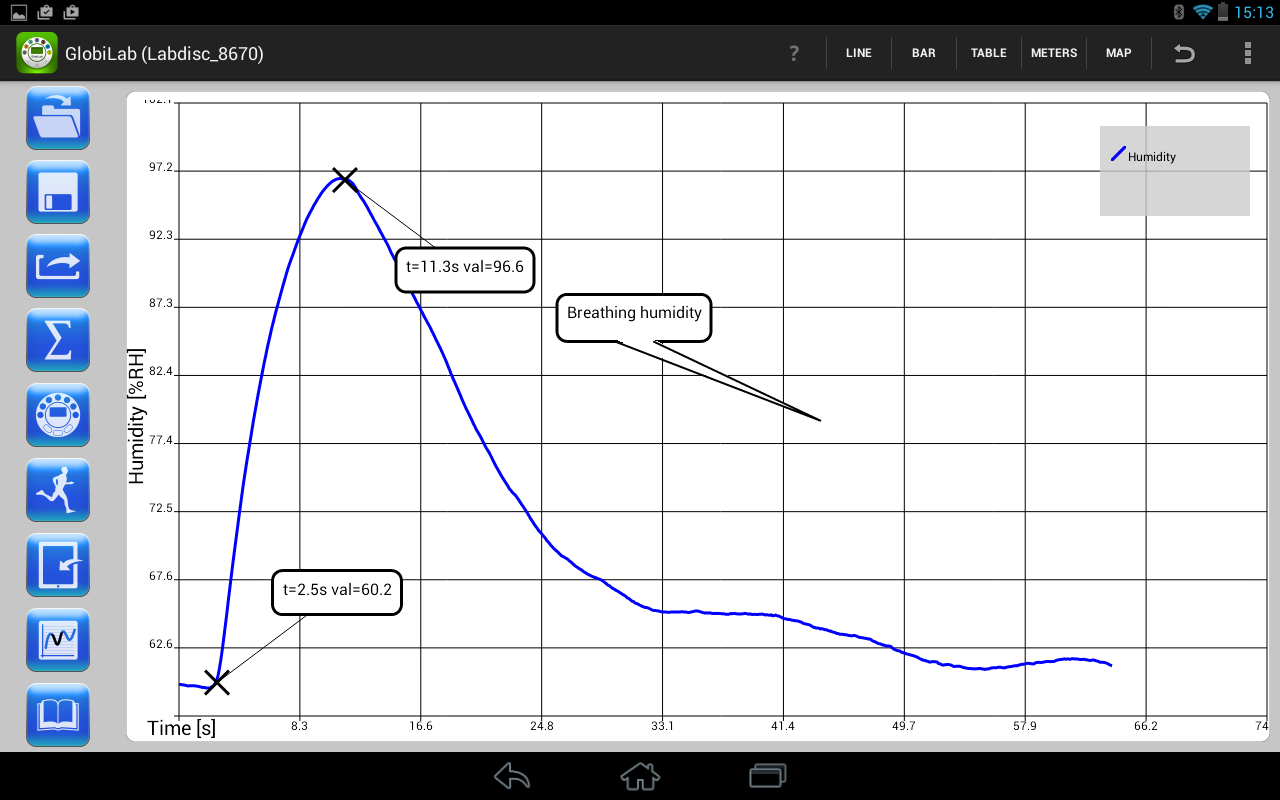 15:13
GlobiLab (Labdisc_8670)
?
LINE
BAR
TABLE
METERS
MAP
102.1
97.2
92.3
87.3
82.4
77.4
72.5
67.6
62.6
Humidity [%RH]
Humidity
t=11.3s val=96.6
Breathing humidity
t=2.5s val=60.2
Time [s]
8.3
16.6
24.8
33.1
41.4
49.7
57.9
66.2
74